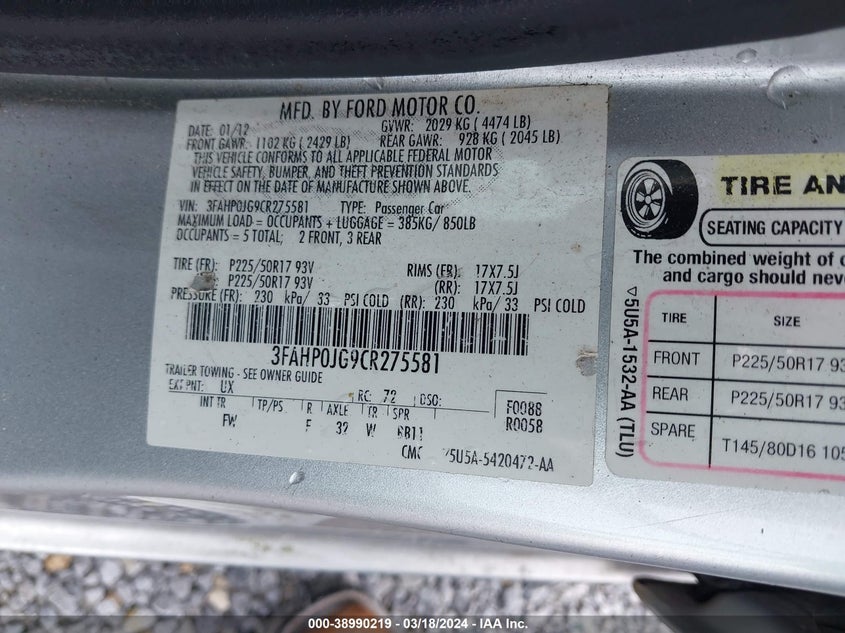 MFD. BY FORD MOTOR CO.
DATE: 01/12 GVWR: 2029 KG ( 4474 LB)
FRONT GAWR: 1102 KG ( 2429 LB) REAR GAWR: 928 KG ( 2045 LB)
THIS VEHICLE CONFORMS TO ALL APPLICABLE FEDERAL MOTOR
VEHICLE SAFETY, BUMPER, AND THEFT PREVENTION STANDARDS
IN EFFECT ON THE DATE OF MANUFACTURE SHOWN ABOVE.
VIN: 3FAHP0JG9CR275581 TYPE: Passenger Car
MAXIMUM LOAD = OCCUPANTS + LUGGAGE = 385KG/ 850LB
OCCUPANTS = 5 TOTAL; 2 FRONT, 3 REAR
TIRE (FR): P225/50R17 93V RIMS (FR): 17X7.5J
P225/50R17 93V (RR): 17X7.5J
PRESSURE (FR): 230 kPa/ 33 PSI COLD (RR): 230 kPa/ 33 PSI COLD
3FAHP0JG9CR275581
TRAILER TOWING - SEE OWNER GUIDE
EXT PNT: UX RC: 72 DSO:
INT TR TP/PS R AXLE TR SPR F0088
FW F 32 W BB11 R0058
5U5A-5420472-AA
▽5U5A-1532-AA (TLU)
TIRE AN
SEATING CAPACITY
The combined weight of
and cargo should neve
TIRE SIZE
FRONT P225/50R17 93
REAR P225/50R17 93
SPARE T145/80D16 105
000-38990219 - 03/18/2024 - IAA Inc.